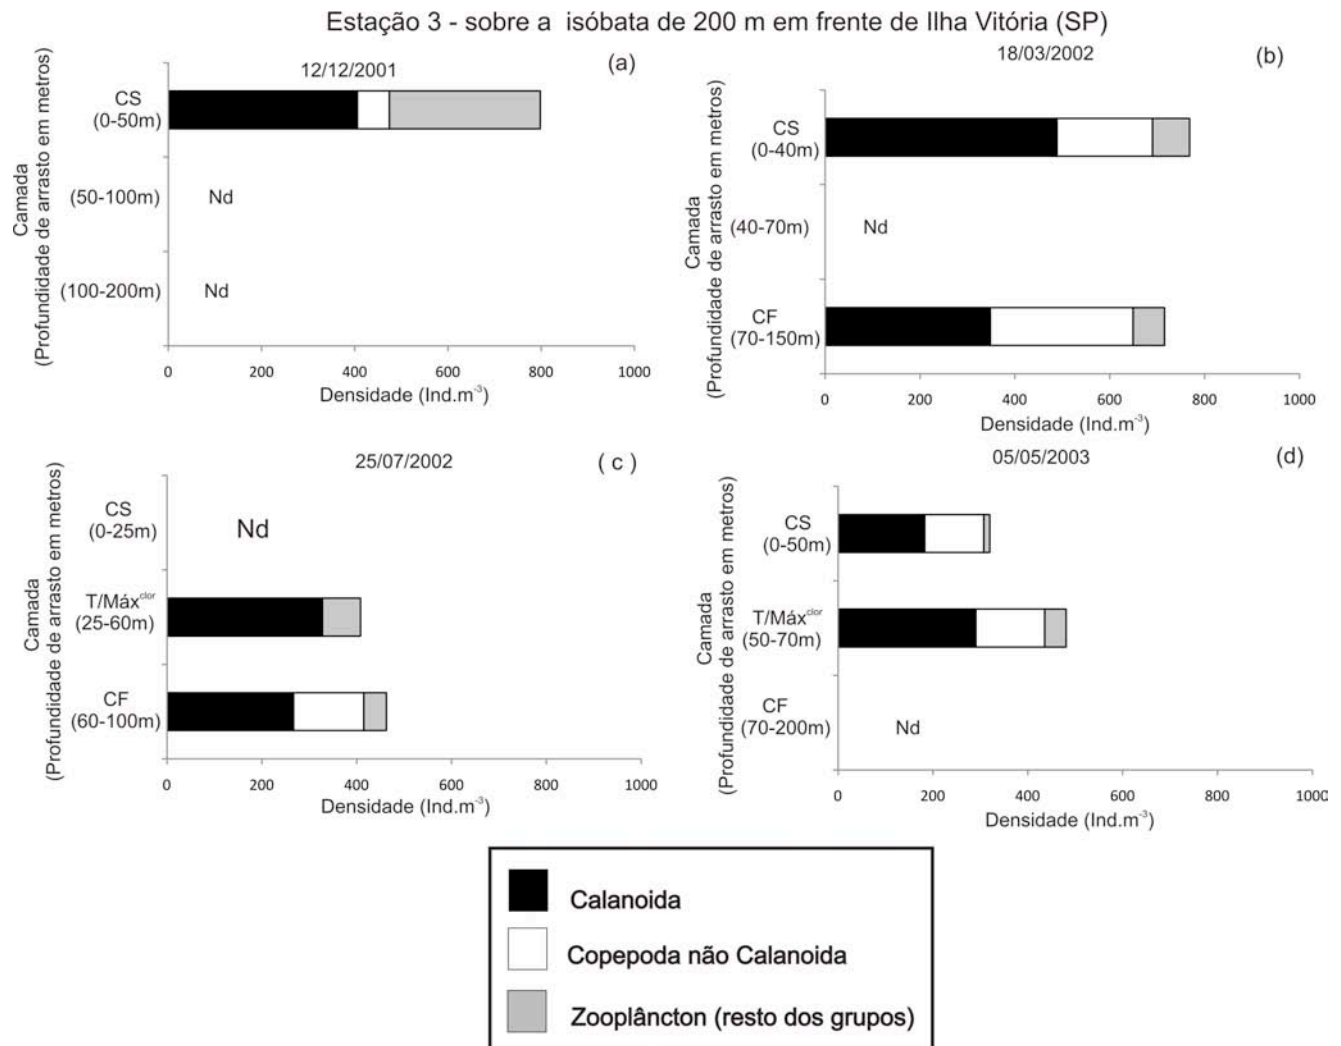 Estação 3 - sobre a isóbata de 200 m em frente de Ilha Vitória (SP)
12/12/2001
(a)
Camada
(Profundidade de arrasto em metros)
CS
(0-50m)
(50-100m)
Nd
(100-200m)
Nd
0 200 400 600 800 1000
Densidade (Ind.m-3)
18/03/2002
(b)
Camada
(Profundidade de arrasto em metros)
CS
(0-40m)
(40-70m)
Nd
CF
(70-150m)
0 200 400 600 800 1000
Densidade (Ind.m-3)
25/07/2002
( c )
Camada
(Profundidade de arrasto em metros)
CS
(0-25m)
Nd
T/Máxclor
(25-60m)
CF
(60-100m)
0 200 400 600 800 1000
Densidade (Ind.m-3)
05/05/2003
(d)
Camada
(Profundidade de arrasto em metros)
CS
(0-50m)
T/Máxclor
(50-70m)
CF
(70-200m)
Nd
0 200 400 600 800 1000
Densidade (Ind.m-3)
Calanoida
Copepoda não Calanoida
Zooplâncton (resto dos grupos)